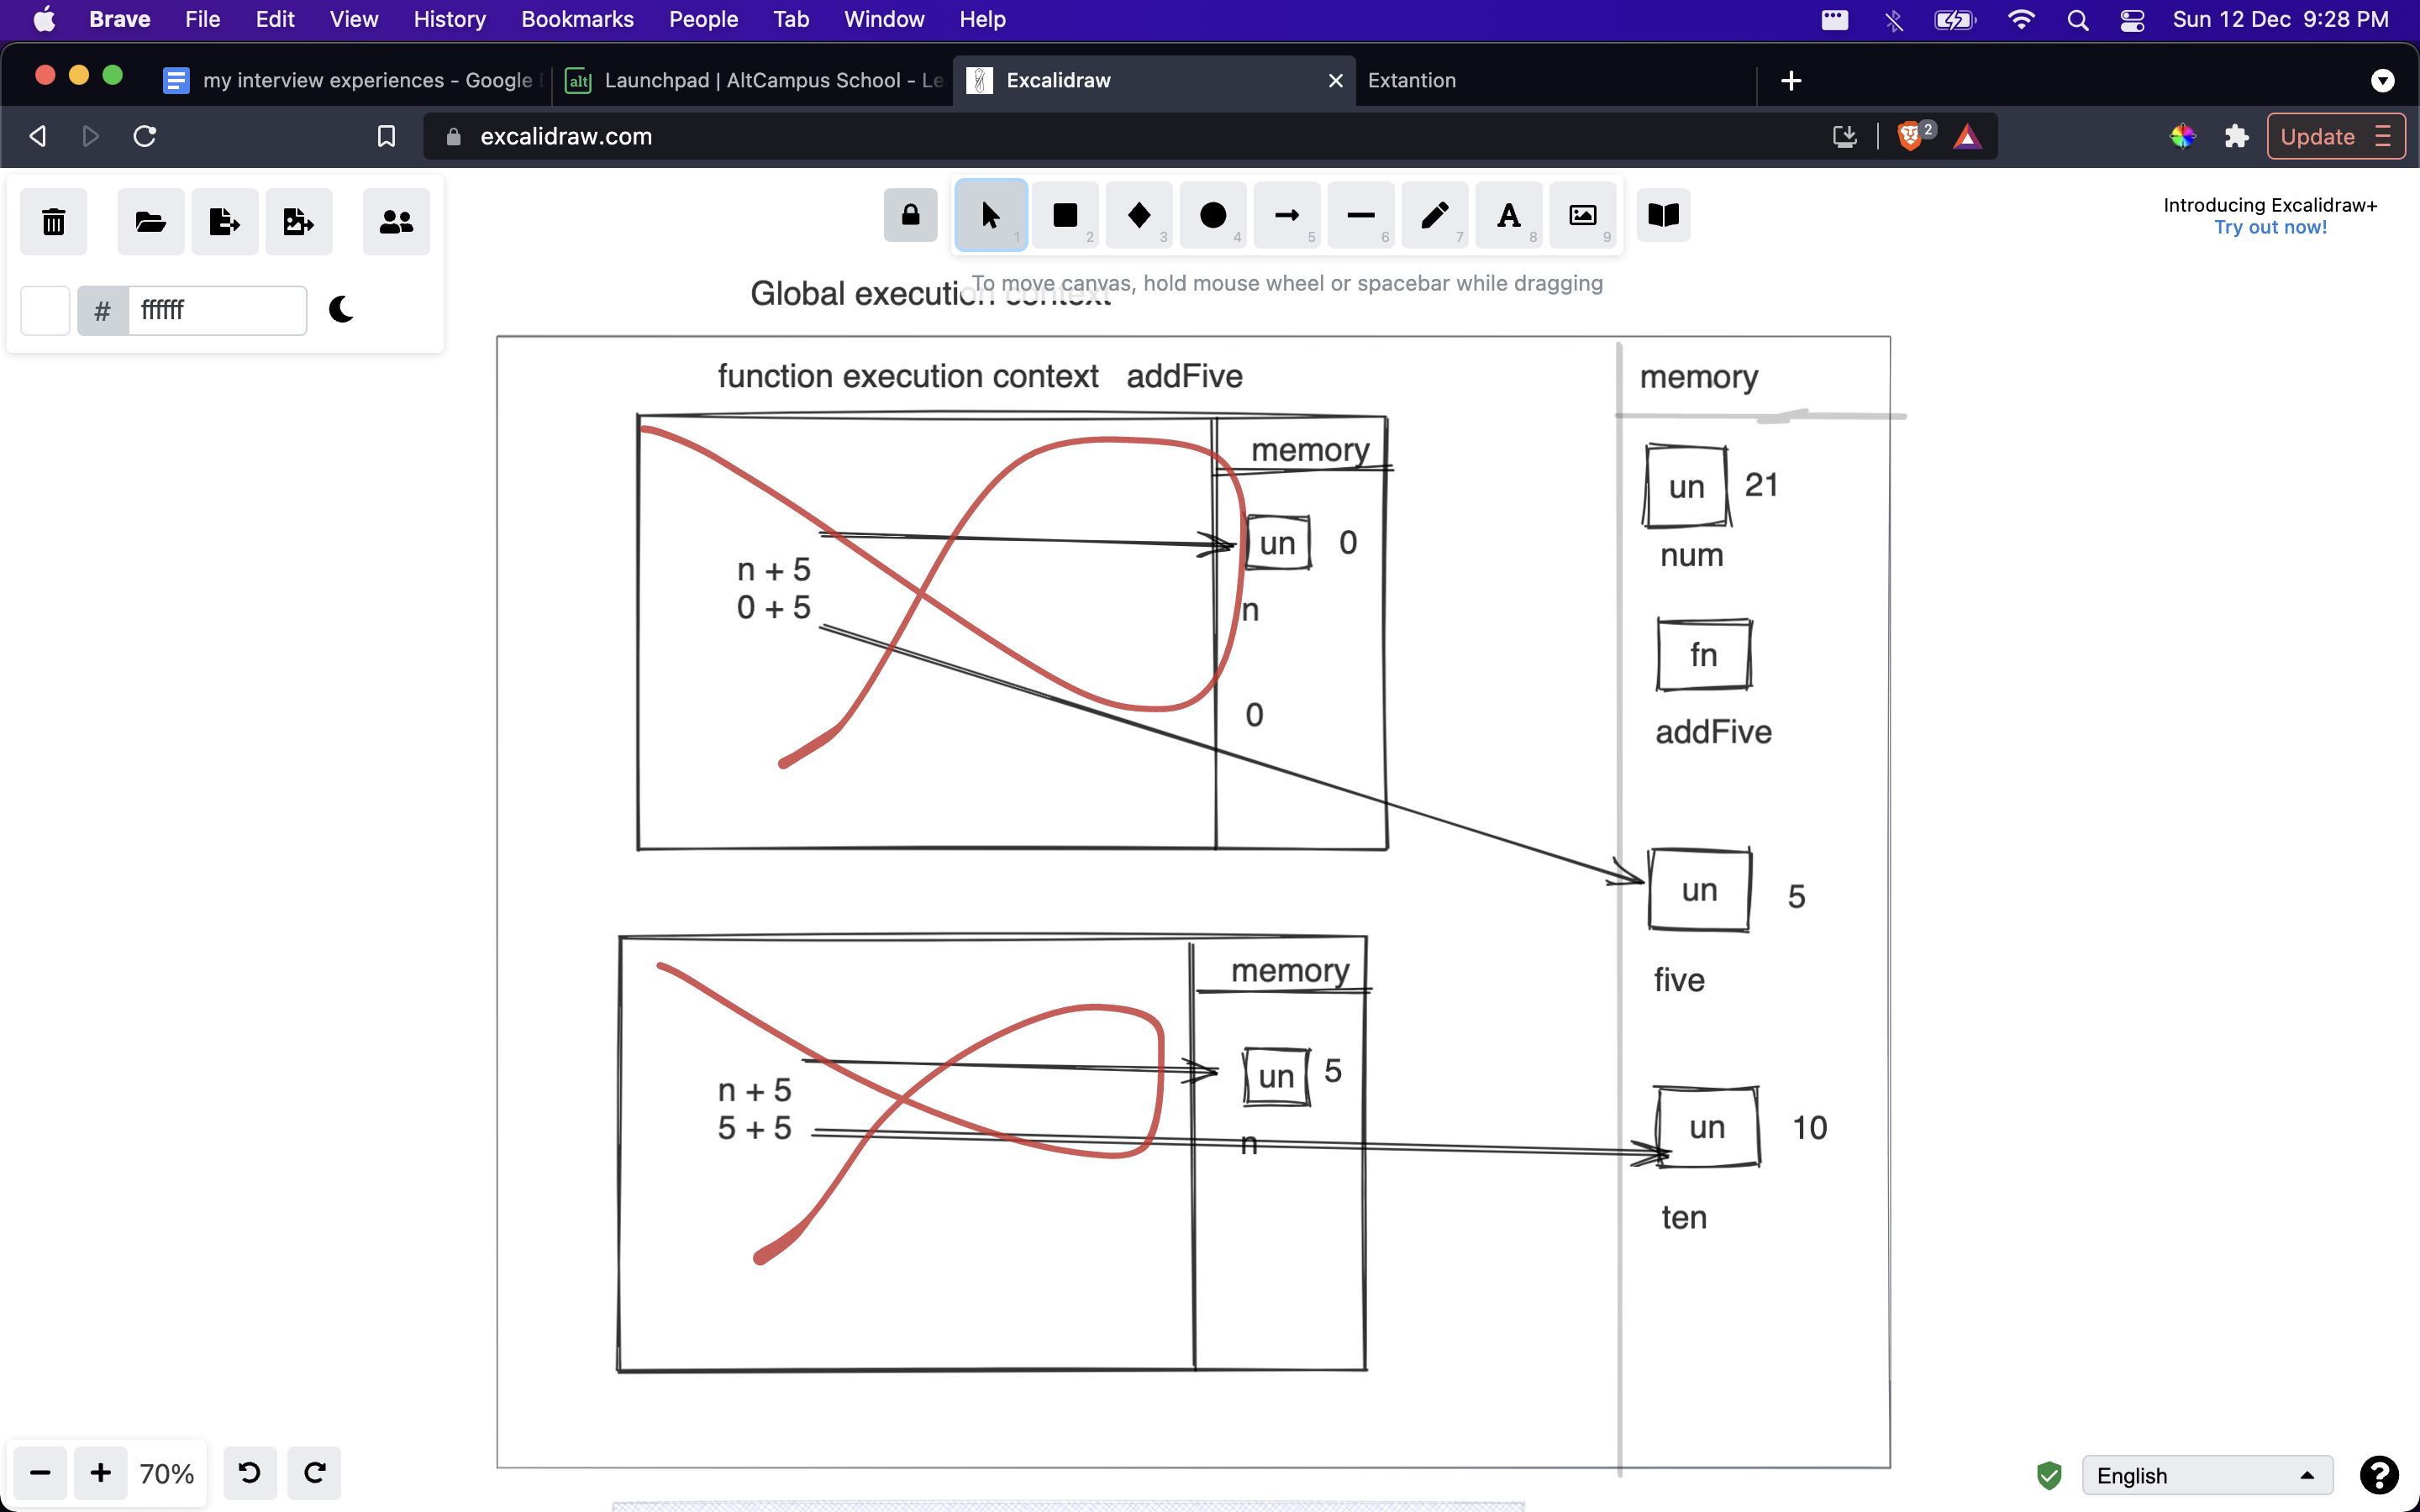 Brave File Edit View History Bookmarks People Tab Window Help Sun 12 Dec 9:28 PM
my interview experiences - Google Launchpad | AltCampus School - Le Excalidraw Extantion
alt
excalidraw.com 2 Update
1 2 3 4 5 6 7 8 9
A
Introducing Excalidraw+
Try out now!
# ffffff
To move canvas, hold mouse wheel or spacebar while dragging
Global execution context
function execution context addFive
memory
memory
un 21
num
n + 5
0 + 5
un 0
n
0
fn
addFive
un 5
five
memory
n + 5
5 + 5
un 5
n
un 10
ten
70%
English
?